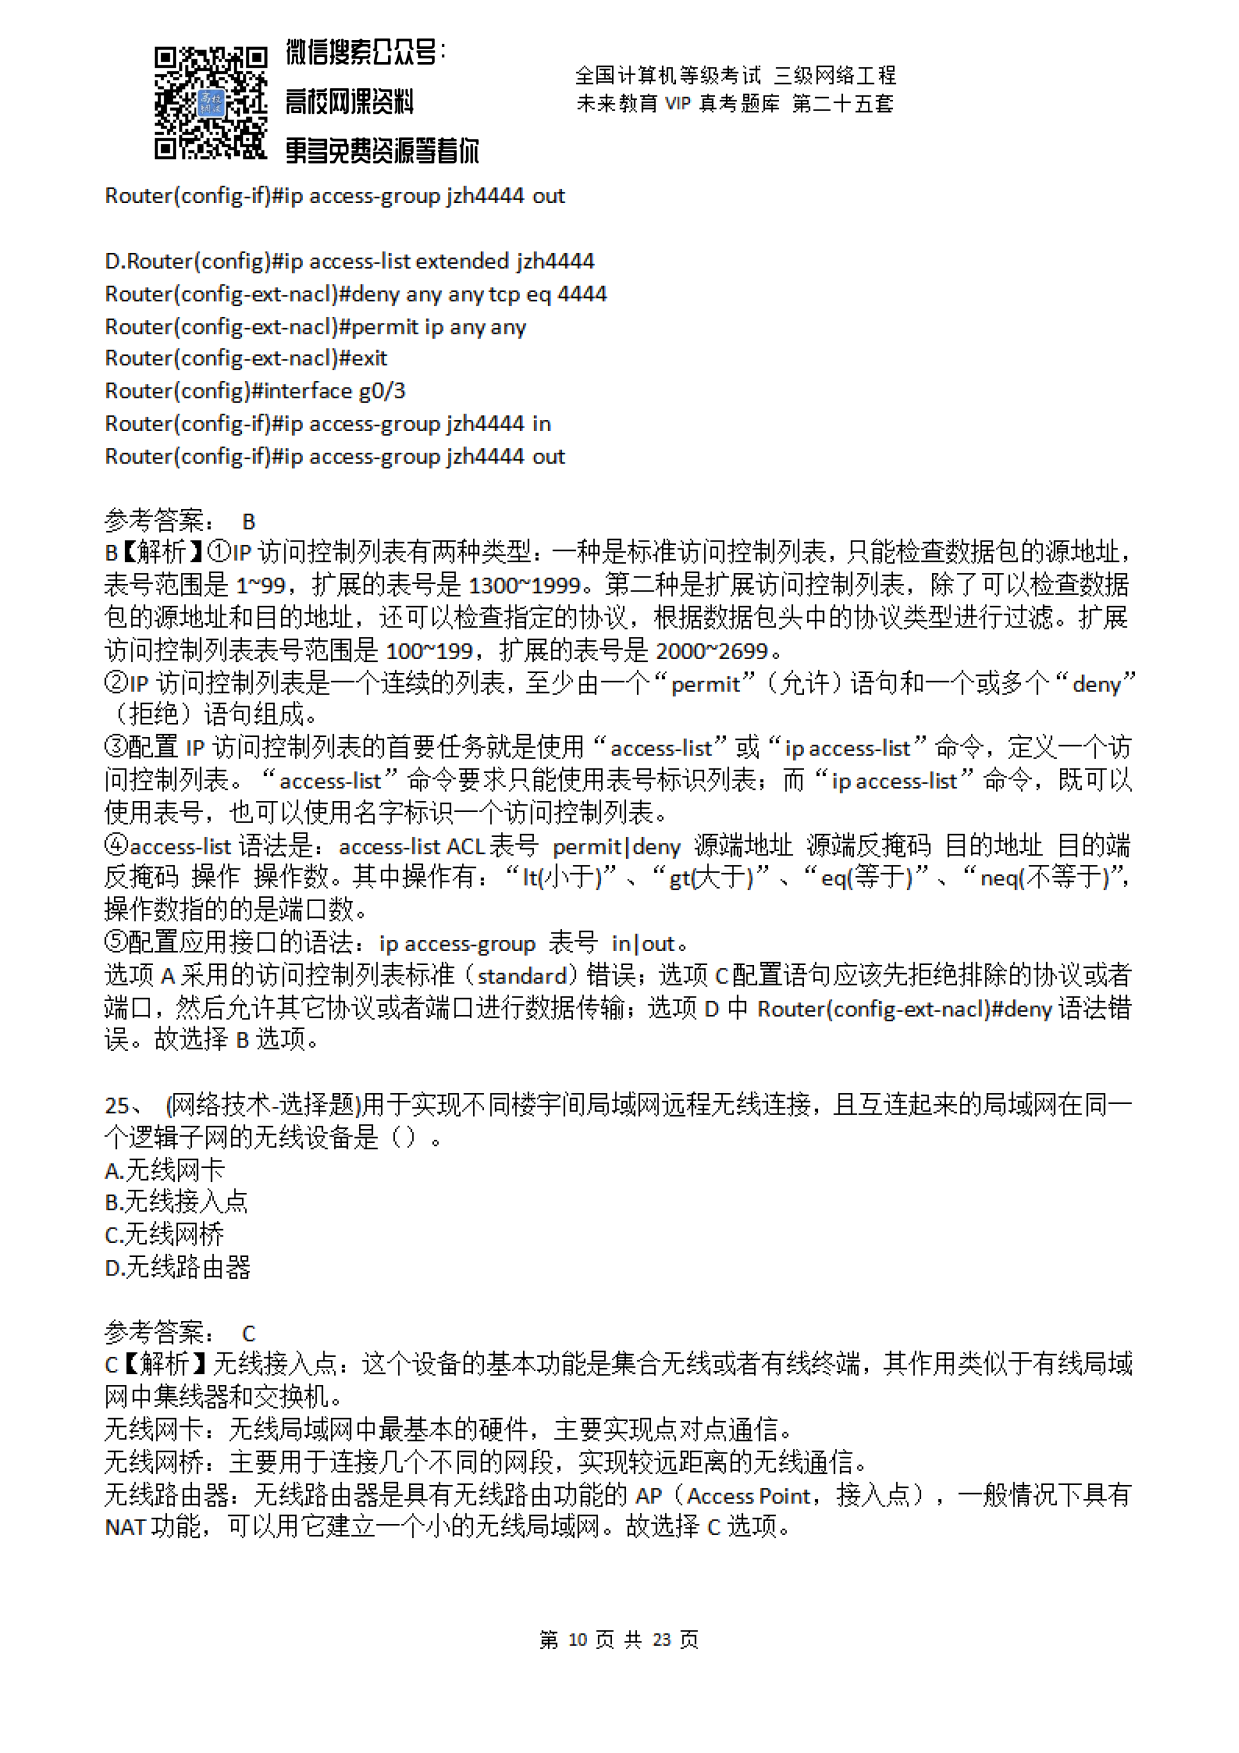 微信搜索公众号：
高校网课资料
更多免费资源等着你
全国计算机等级考试 三级网络工程
未来教育 VIP 真考题库 第二十五套
Router(config-if)#ip access-group jzh4444 out
D.Router(config)#ip access-list extended jzh4444
Router(config-ext-nacl)#deny any any tcp eq 4444
Router(config-ext-nacl)#permit ip any any
Router(config-ext-nacl)#exit
Router(config)#interface g0/3
Router(config-if)#ip access-group jzh4444 in
Router(config-if)#ip access-group jzh4444 out
参考答案： B
B【解析】①IP 访问控制列表有两种类型：一种是标准访问控制列表，只能检查数据包的源地址，
表号范围是 1~99，扩展的表号是 1300~1999。第二种是扩展访问控制列表，除了可以检查数据
包的源地址和目的地址，还可以检查指定的协议，根据数据包头中的协议类型进行过滤。扩展
访问控制列表表号范围是 100~199，扩展的表号是 2000~2699。
②IP 访问控制列表是一个连续的列表，至少由一个“permit”（允许）语句和一个或多个“deny”
（拒绝）语句组成。
③配置 IP 访问控制列表的首要任务就是使用“access-list”或“ip access-list”命令，定义一个访
问控制列表。“access-list”命令要求只能使用表号标识列表；而“ip access-list”命令，既可以
使用表号，也可以使用名字标识一个访问控制列表。
④access-list 语法是：access-list ACL 表号 permit|deny 源端地址 源端反掩码 目的地址 目的端
反掩码 操作 操作数。其中操作有：“lt(小于)”、“gt(大于)”、“eq(等于)”、“neq(不等于)”，
操作数指的的是端口数。
⑤配置应用接口的语法：ip access-group 表号 in|out。
选项 A 采用的访问控制列表标准（standard）错误；选项 C 配置语句应该先拒绝排除的协议或者
端口，然后允许其它协议或者端口进行数据传输；选项 D 中 Router(config-ext-nacl)#deny 语法错
误。故选择 B 选项。
25、 (网络技术-选择题)用于实现不同楼宇间局域网远程无线连接，且互连起来的局域网在同一
个逻辑子网的无线设备是（）。
A.无线网卡
B.无线接入点
C.无线网桥
D.无线路由器
参考答案： C
C【解析】无线接入点：这个设备的基本功能是集合无线或者有线终端，其作用类似于有线局域
网中集线器和交换机。
无线网卡：无线局域网中最基本的硬件，主要实现点对点通信。
无线网桥：主要用于连接几个不同的网段，实现较远距离的无线通信。
无线路由器：无线路由器是具有无线路由功能的 AP（Access Point，接入点），一般情况下具有
NAT 功能，可以用它建立一个小的无线局域网。故选择 C 选项。
第 10 页 共 23 页